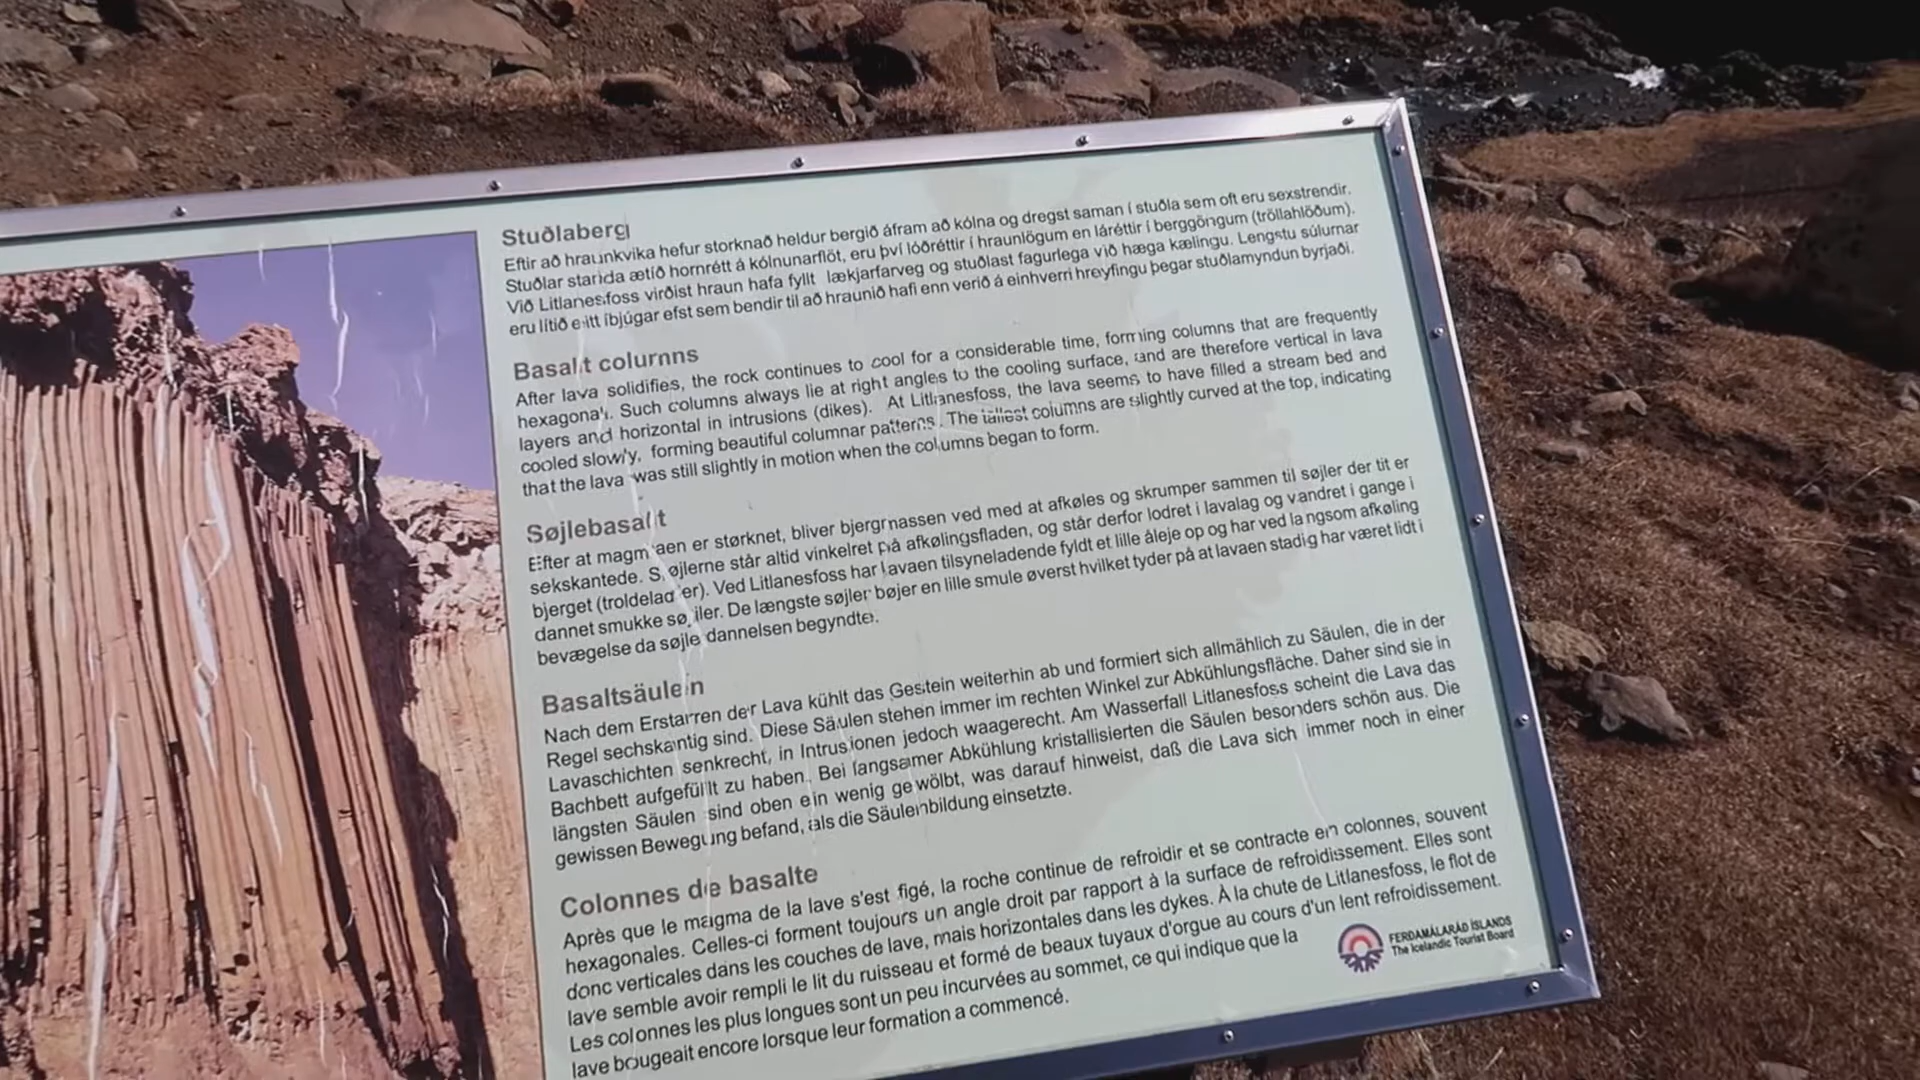 Stuðlaberg
Eftir að hraunkvika hefur storknað heldur bergið áfram að kólna og dregst saman í stuðla sem oft eru sexstrendir.
Stuðlar standa ætíð hornrétt á kólnunarflöt, eru því lóðréttir í hraunlögum en láréttir í berggöngum (tröllahlöðum).
Við Litlanesfoss virðist hraun hafa fyllt lækjarfarveg og stuðlast fagurlega við hæga kælingu. Lengstu súlurnar
eru lítið eitt íbjúgar efst sem bendir til að hraunið hafi enn verið á einhverri hreyfingu þegar stuðlamyndun byrjaði.
Basalt columns
After lava solidifies, the rock continues to cool for a considerable time, forming columns that are frequently
hexagonal. Such columns always lie at right angles to the cooling surface, and are therefore vertical in lava
layers and horizontal in intrusions (dikes). At Litlanesfoss, the lava seems to have filled a stream bed and
cooled slowly, forming beautiful columnar patterns. The tallest columns are slightly curved at the top, indicating
that the lava was still slightly in motion when the columns began to form.
Søjlebasalt
Efter at magmaen er størknet, bliver bjergmassen ved med at afkøles og skrumper sammen til søjler der tit er
sekskantede. Søjlerne står altid vinkelret på afkølingsfladen, og står derfor lodret i lavalag og vandret i gange i
bjerget (troldelader). Ved Litlanesfoss har lavaen tilsyneladende fyldt et lille åleje op og har ved langsom afkøling
dannet smukke søjler. De længste søjler bøjer en lille smule øverst hvilket tyder på at lavaen stadig har været lidt i
bevægelse da søjledannelsen begyndte.
Basaltsäulen
Nach dem Erstarren der Lava kühlt das Gestein weiterhin ab und formiert sich allmählich zu Säulen, die in der
Regel sechskantig sind. Diese Säulen stehen immer im rechten Winkel zur Abkühlungsfläche. Daher sind sie in
Lavaschichten senkrecht, in Intrusionen jedoch waagerecht. Am Wasserfall Litlanesfoss scheint die Lava das
Bachbett aufgefüllt zu haben. Bei langsamer Abkühlung kristallisierten die Säulen besonders schön aus. Die
längsten Säulen sind oben ein wenig gewölbt, was darauf hinweist, daß die Lava sich immer noch in einer
gewissen Bewegung befand, als die Säulenbildung einsetzte.
Colonnes de basalte
Après que le magma de la lave s'est figé, la roche continue de refroidir et se contracte en colonnes, souvent
hexagonales. Celles-ci forment toujours un angle droit par rapport à la surface de refroidissement. Elles sont
donc verticales dans les couches de lave, mais horizontales dans les dykes. À la chute de Litlanesfoss, le flot de
lave semble avoir rempli le lit du ruisseau et formé de beaux tuyaux d'orgue au cours d'un lent refroidissement.
Les colonnes les plus longues sont un peu incurvées au sommet, ce qui indique que la
lave bougeait encore lorsque leur formation a commencé.
FERÐAMÁLARÁÐ ÍSLANDS
The Icelandic Tourist Board